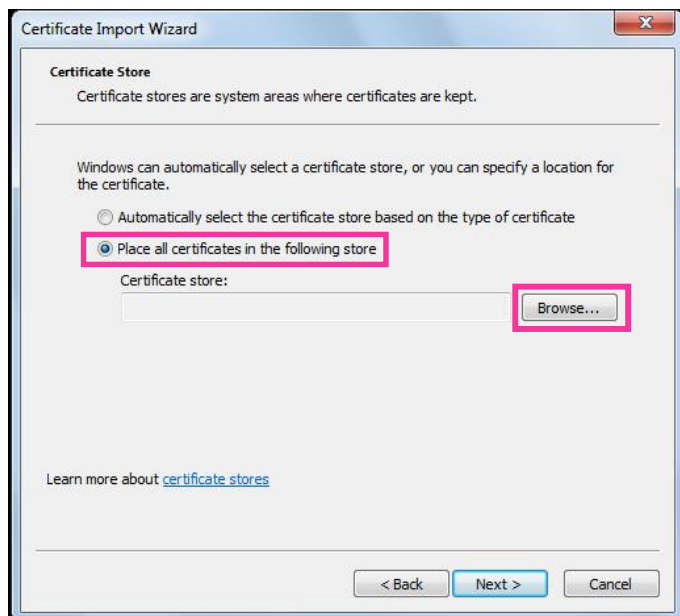 Certificate Import Wizard
Certificate Store
Certificate stores are system areas where certificates are kept.
Windows can automatically select a certificate store, or you can specify a location for
the certificate.
Automatically select the certificate store based on the type of certificate
Place all certificates in the following store
Certificate store:
Browse...
Learn more about certificate stores
< Back Next > Cancel